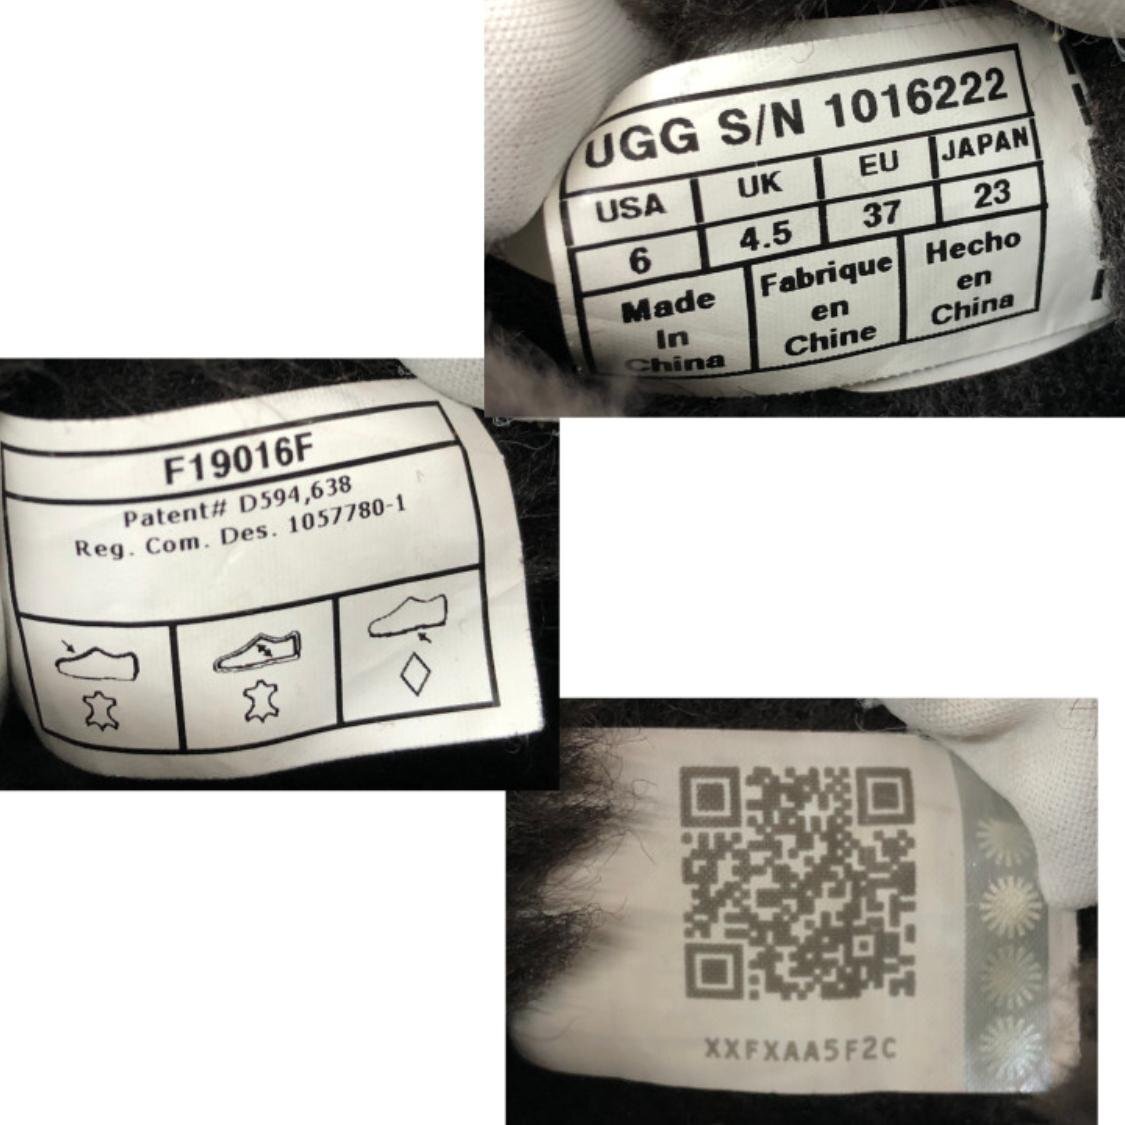 UGG S/N 1016222
USA UK EU JAPAN
6 4.5 37 23
Made In China
Fabrique en Chine
Hecho en China
F19016F
Patent# D594,638
Reg. Com. Des. 1057780-1
XXFXAA5F2C